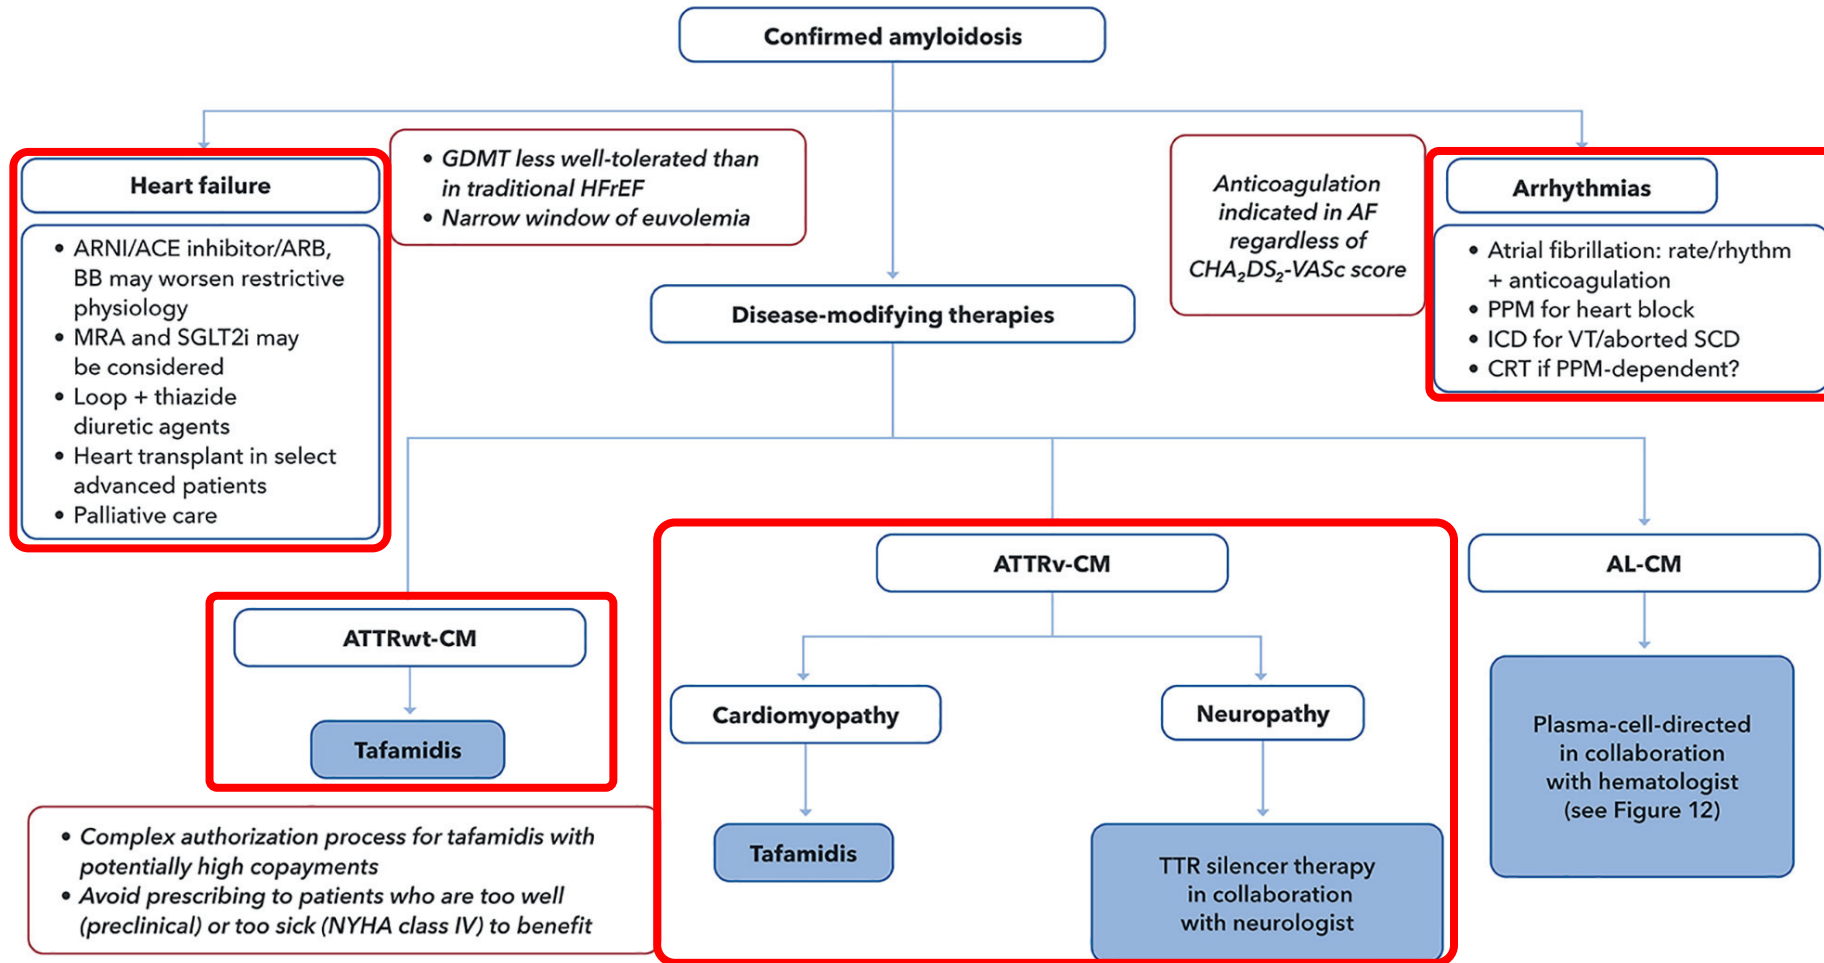 Confirmed amyloidosis
Heart failure
• ARNI/ACE inhibitor/ARB,
BB may worsen restrictive
physiology
• MRA and SGLT2i may
be considered
• Loop + thiazide
diuretic agents
• Heart transplant in select
advanced patients
• Palliative care
• GDMT less well-tolerated than
in traditional HFrEF
• Narrow window of euvolemia
Anticoagulation
indicated in AF
regardless of
CHA₂DS₂-VASc score
Arrhythmias
• Atrial fibrillation: rate/rhythm
+ anticoagulation
• PPM for heart block
• ICD for VT/aborted SCD
• CRT if PPM-dependent?
Disease-modifying therapies
ATTRwt-CM
Tafamidis
• Complex authorization process for tafamidis with
potentially high copayments
• Avoid prescribing to patients who are too well
(preclinical) or too sick (NYHA class IV) to benefit
ATTRv-CM
Cardiomyopathy
Tafamidis
Neuropathy
TTR silencer therapy
in collaboration
with neurologist
AL-CM
Plasma-cell-directed
in collaboration
with hematologist
(see Figure 12)